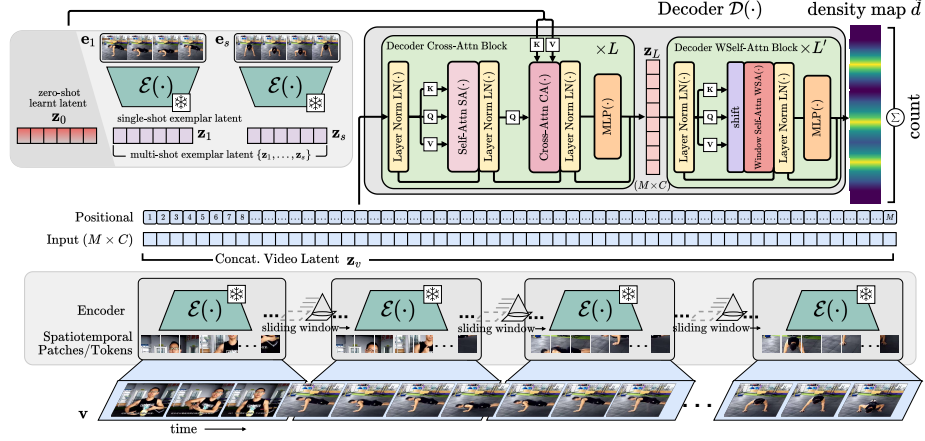 Decoder 𝒟(·)
density map d̃
e₁
eₛ
K
V
ℰ(·)
ℰ(·)
Decoder Cross-Attn Block
×L
z_L
Decoder WSelf-Attn Block ×L′
zero-shot
learnt latent
z₀
single-shot exemplar latent
z₁
zₛ
multi-shot exemplar latent {z₁, . . . , zₛ}
Layer Norm LN(·)
K
Q
V
Self-Attn SA(·)
Layer Norm LN(·)
Q
Cross-Attn CA(·)
Layer Norm LN(·)
MLP(·)
(M×C)
Layer Norm LN(·)
K
Q
V
shift
Window Self-Attn WSA(·)
Layer Norm LN(·)
MLP(·)
Σ
count
Positional
1 2 3 4 5 6 7 8 ... M
Input (M × C)
Concat. Video Latent z_v
Encoder
ℰ(·)
ℰ(·)
ℰ(·)
ℰ(·)
sliding window
sliding window
sliding window
Spatiotemporal
Patches/Tokens
v
time